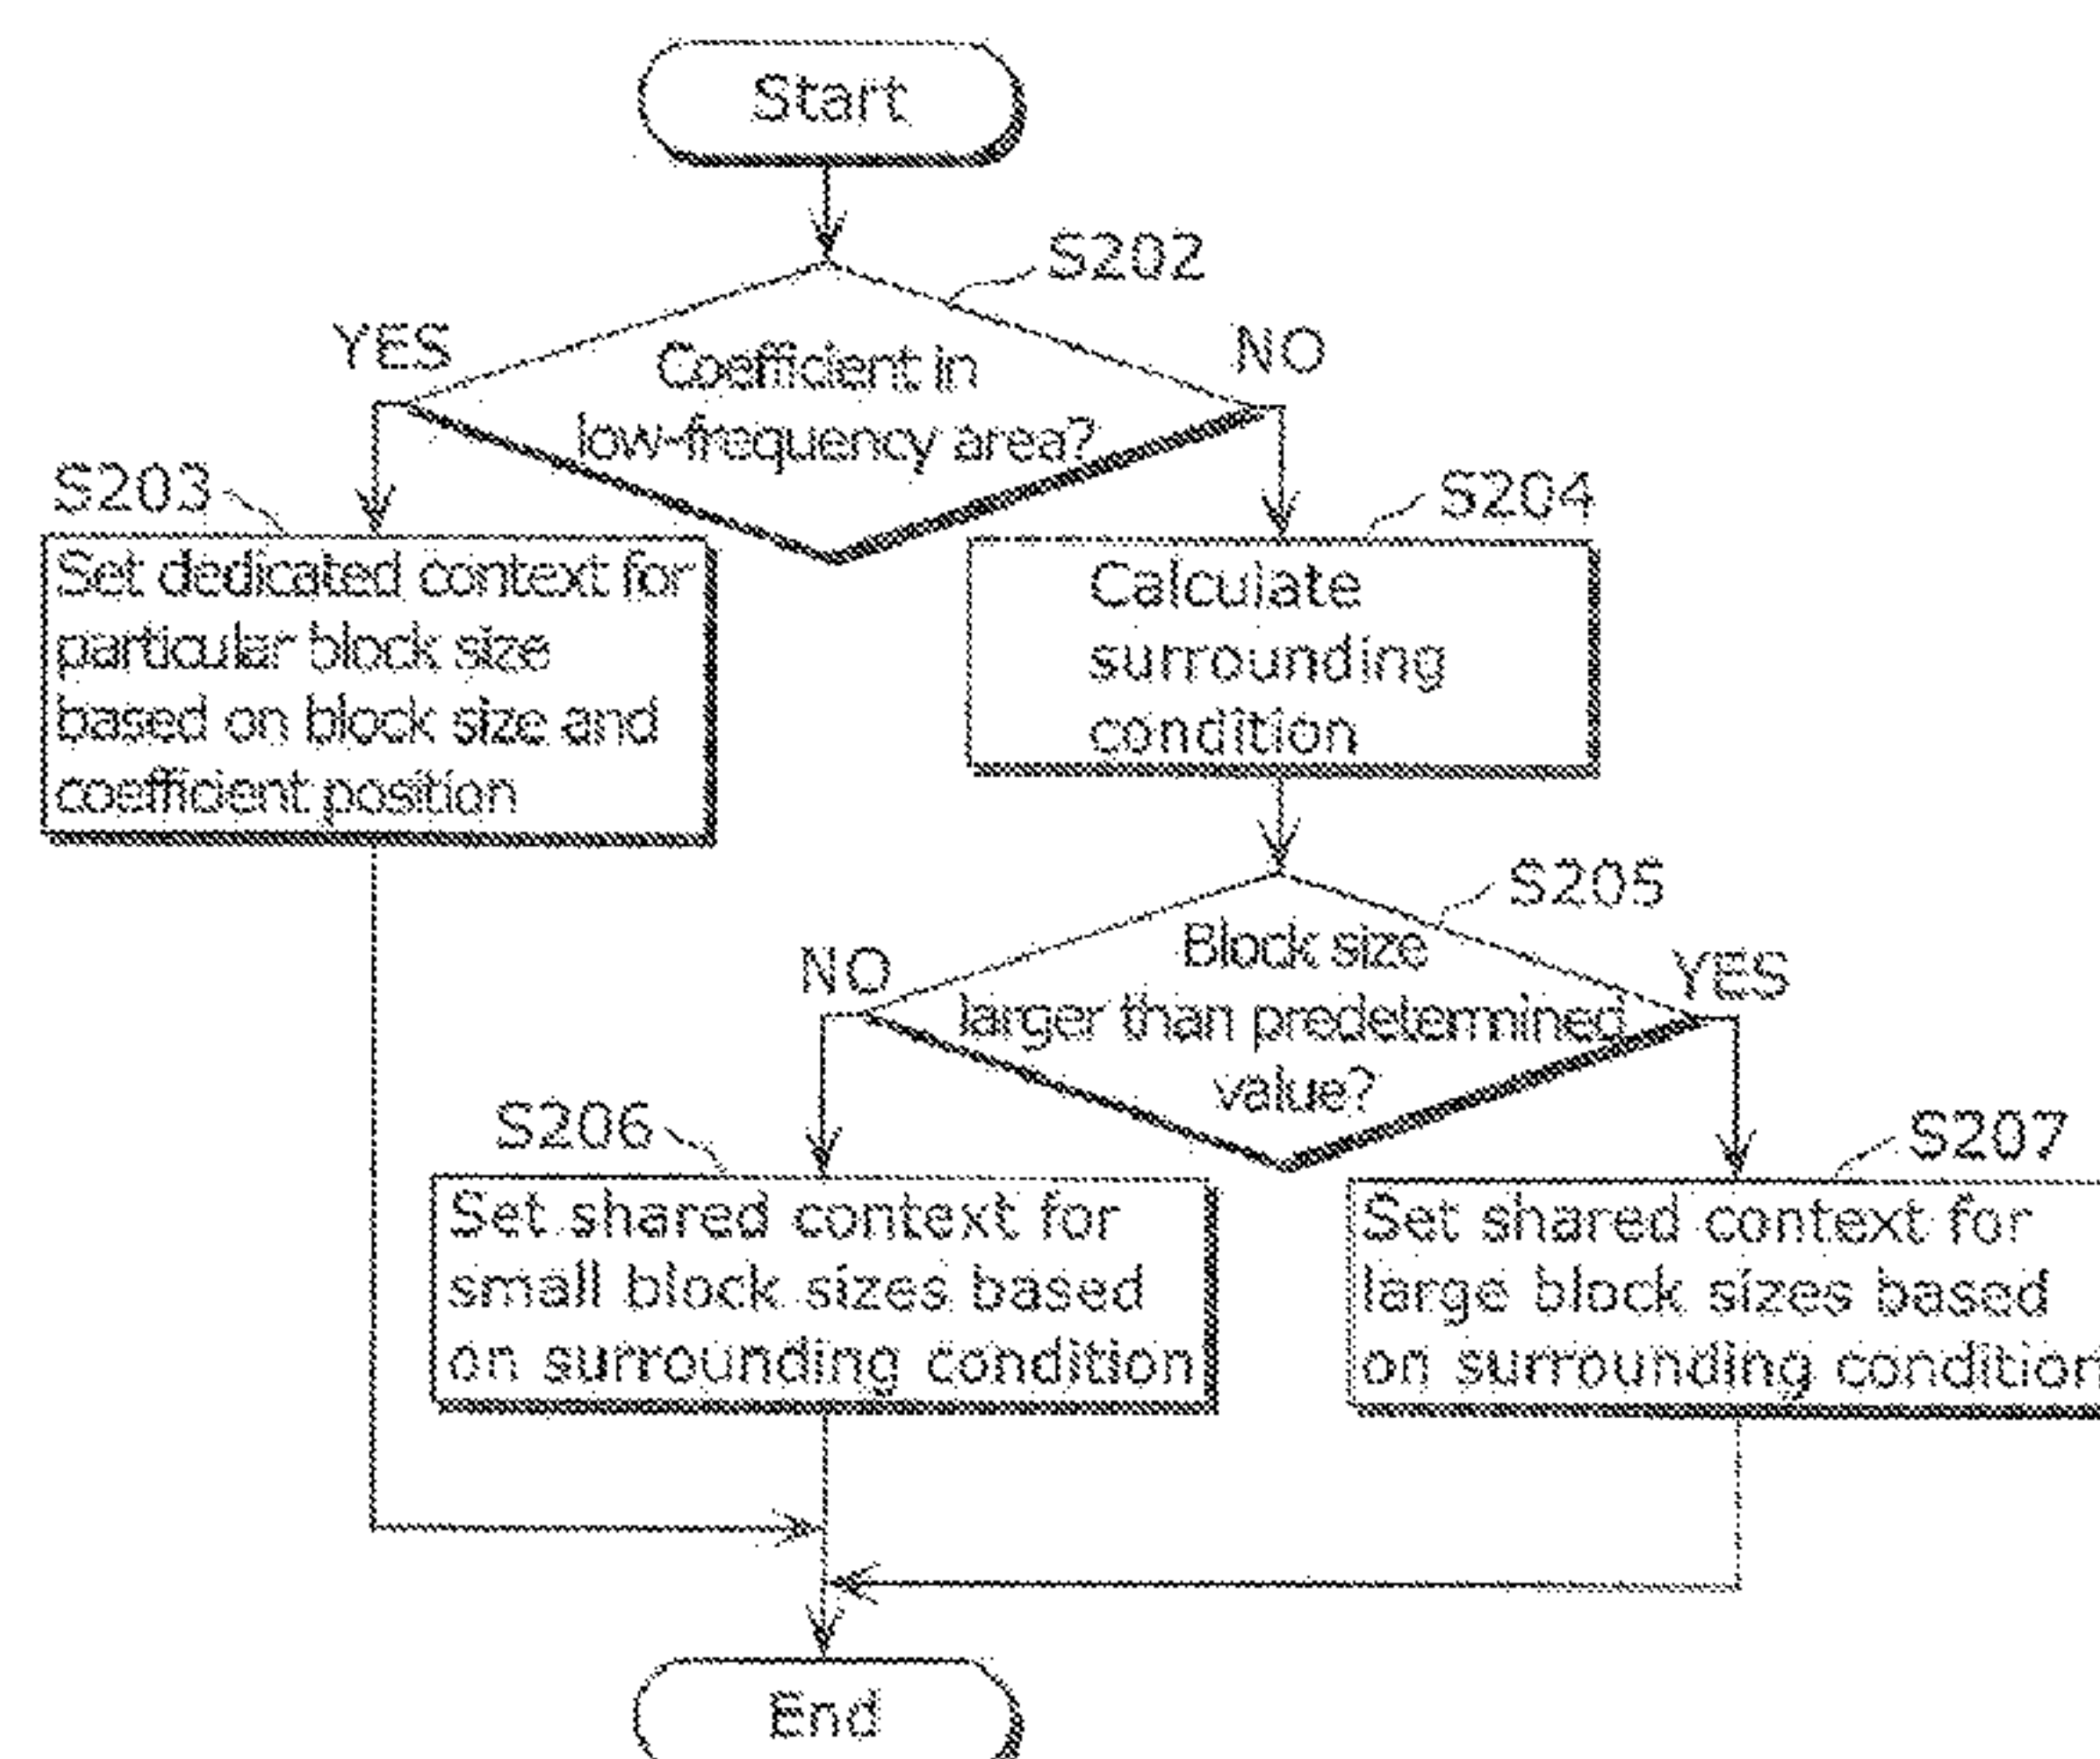 Start
S202
YES
NO
Coefficient in
low-frequency area?
S203
S204
Set dedicated context for
particular block size
based on block size and
coefficient position
Calculate
surrounding
condition
S205
NO
YES
Block size
larger than predetermined
value?
S206
S207
Set shared context for
small block sizes based
on surrounding condition
Set shared context for
large block sizes based
on surrounding condition
End